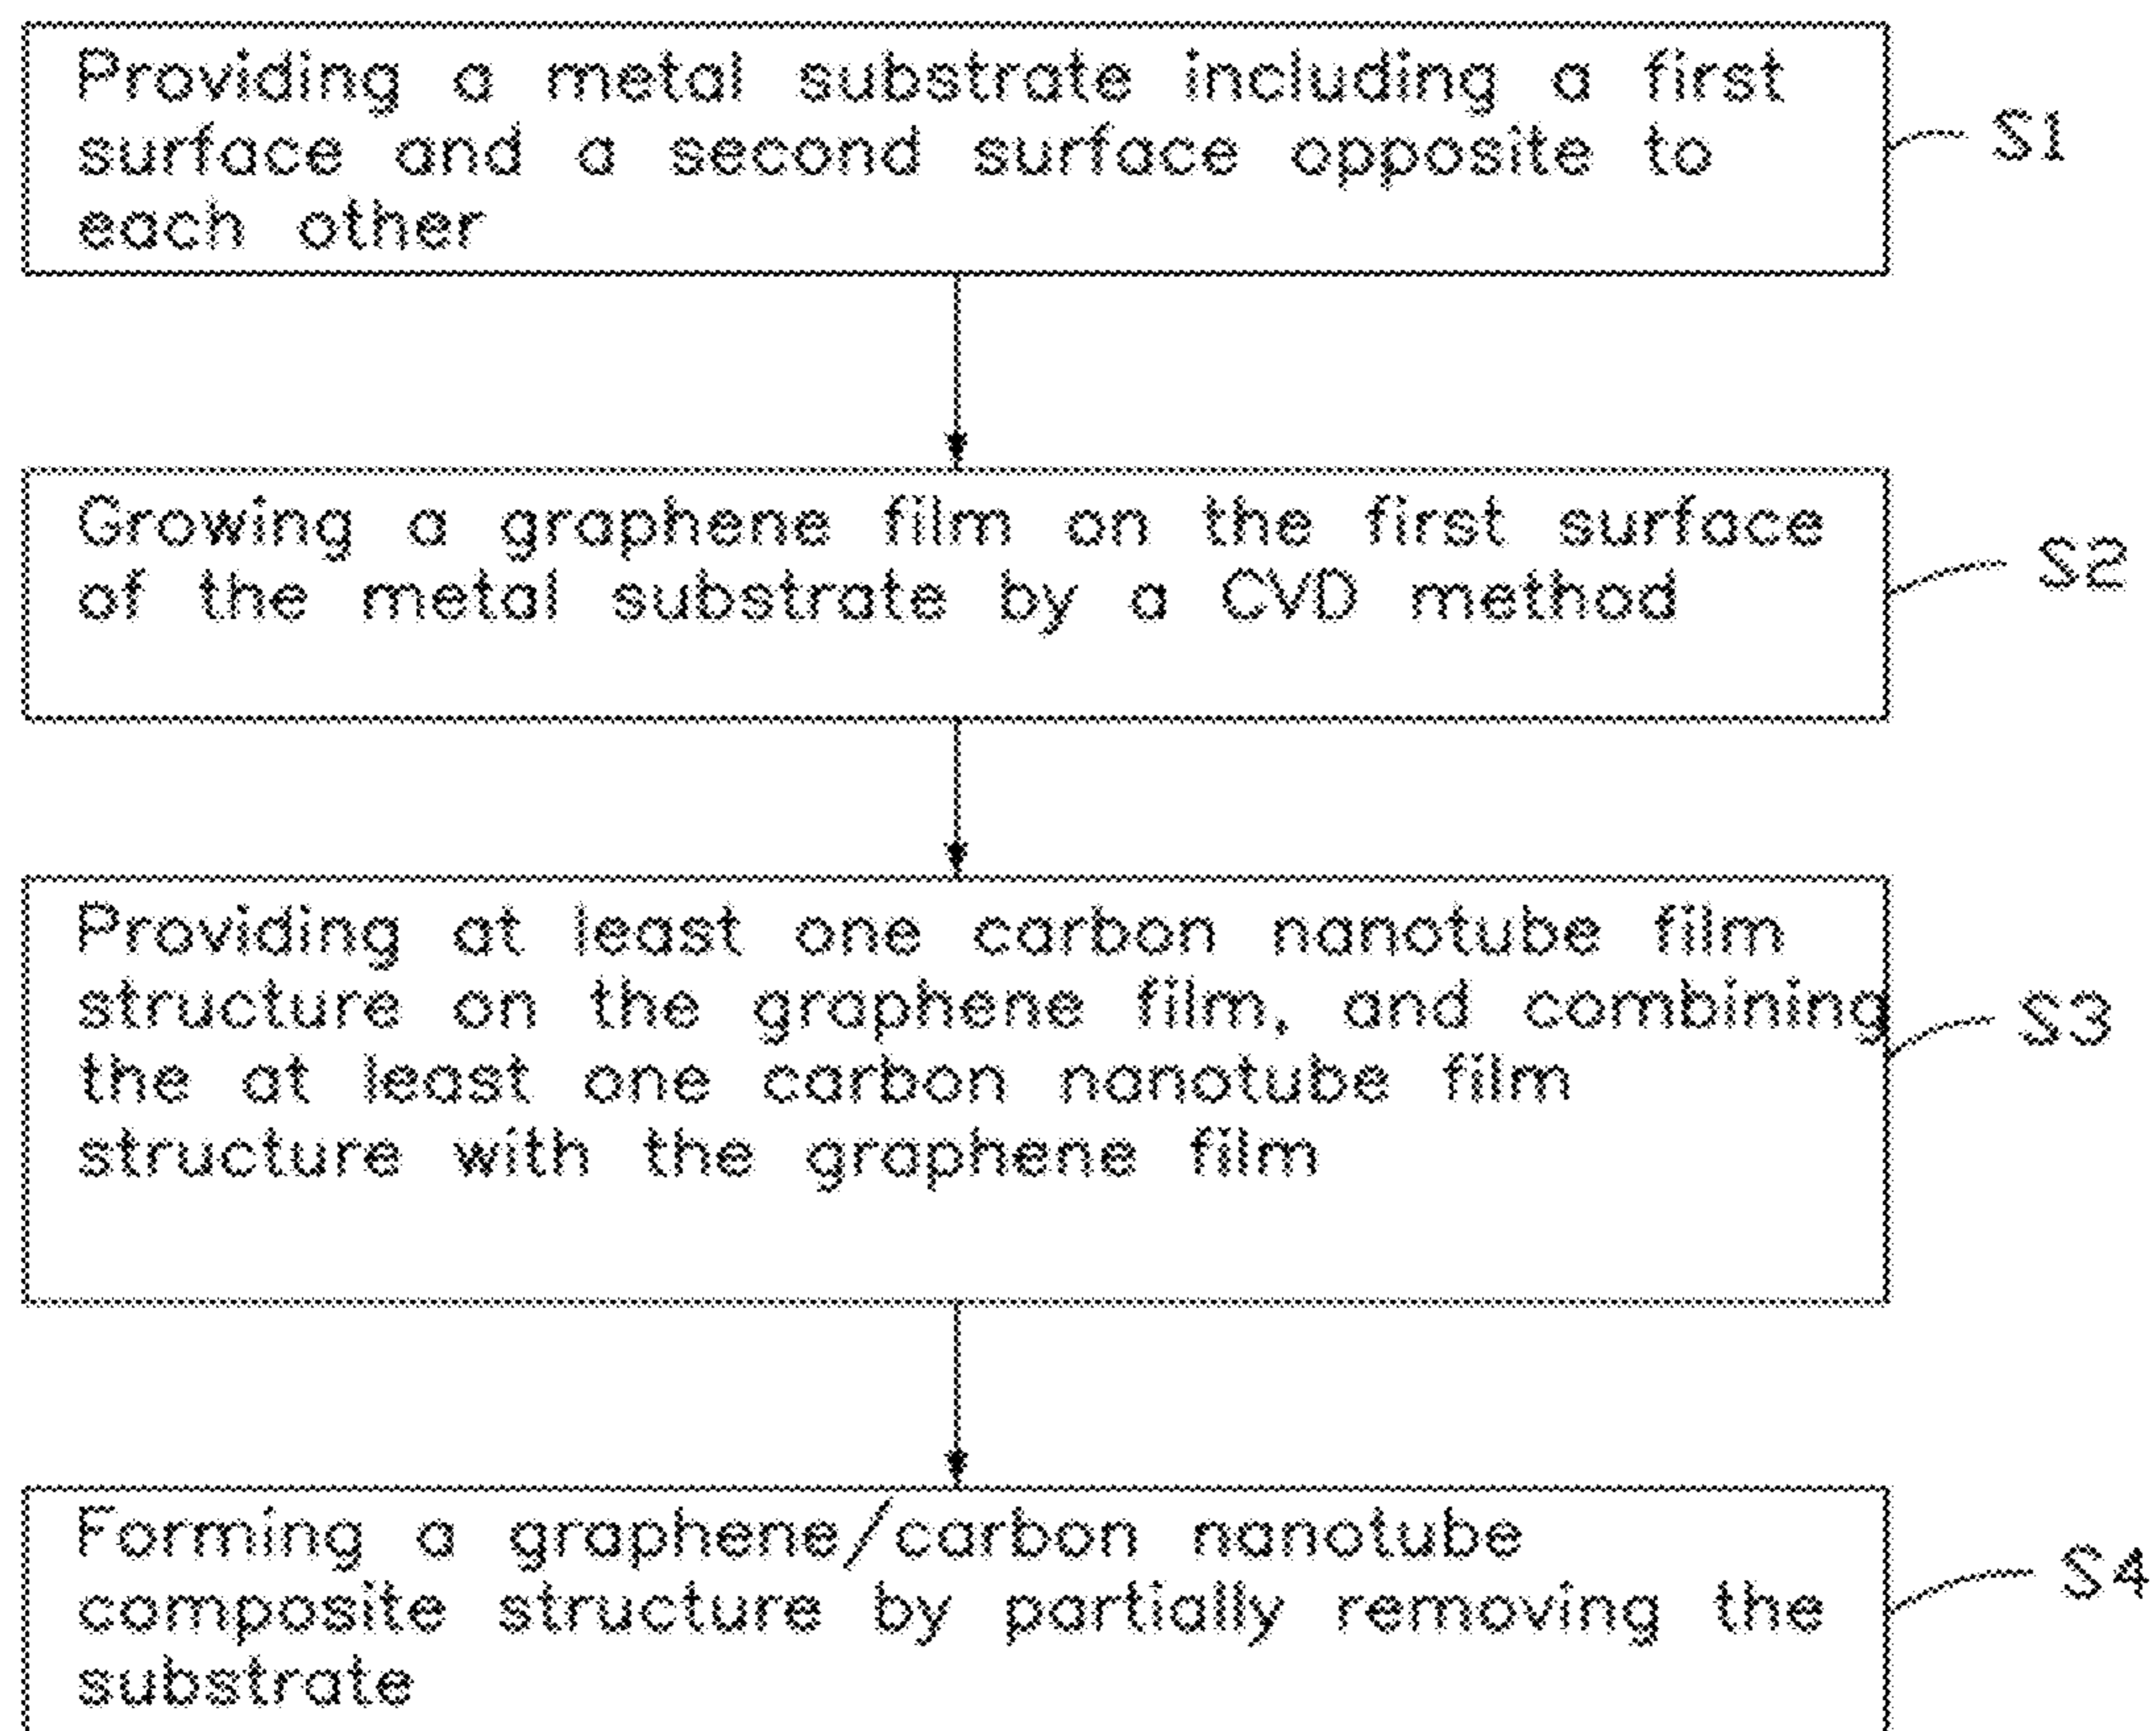 Providing a metal substrate including a first
surface and a second surface opposite to
each other
S1
Growing a graphene film on the first surface
of the metal substrate by a CVD method
S2
Providing at least one carbon nanotube film
structure on the graphene film, and combining
the at least one carbon nanotube film
structure with the graphene film
S3
Forming a graphene/carbon nanotube
composite structure by partially removing the
substrate
S4